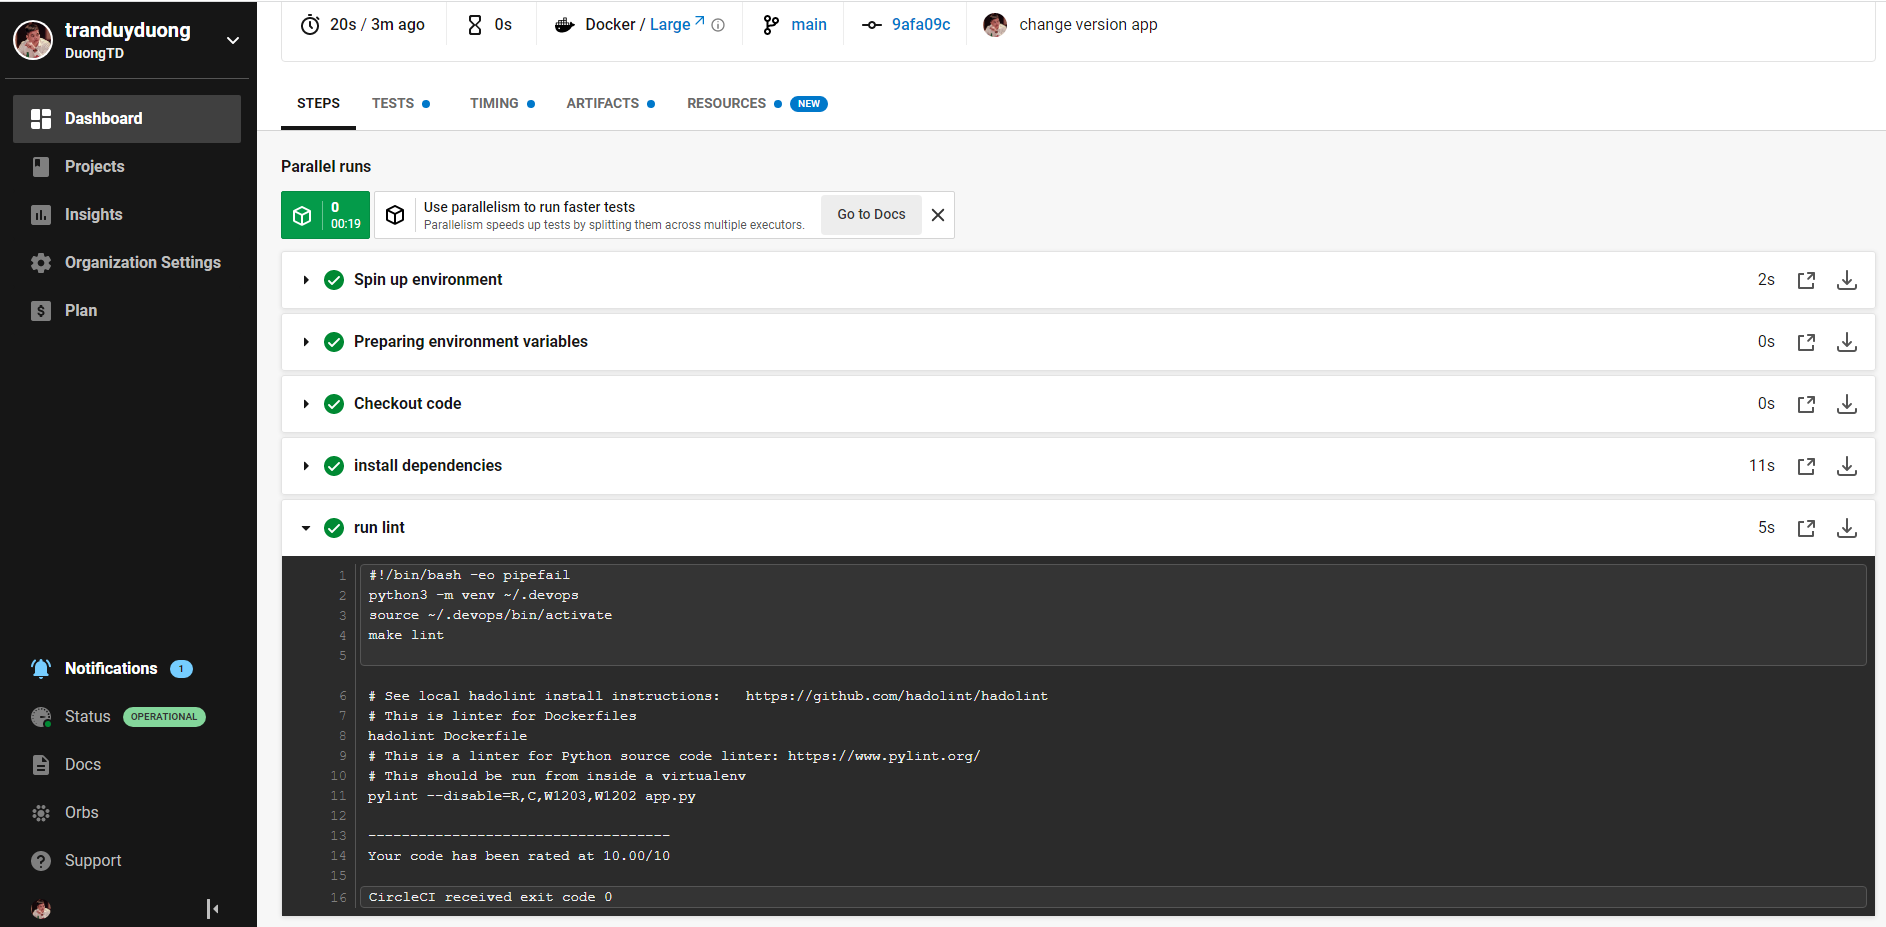 tranduyduong
DuongTD
Dashboard
Projects
Insights
Organization Settings
Plan
Notifications 1
Status OPERATIONAL
Docs
Orbs
Support
20s / 3m ago 0s Docker / Large main 9afa09c change version app
STEPS TESTS TIMING ARTIFACTS RESOURCES NEW
Parallel runs
0
00:19
Use parallelism to run faster tests
Parallelism speeds up tests by splitting them across multiple executors.
Go to Docs
Spin up environment 2s
Preparing environment variables 0s
Checkout code 0s
install dependencies 11s
run lint 5s
1 #!/bin/bash -eo pipefail
2 python3 -m venv ~/.devops
3 source ~/.devops/bin/activate
4 make lint
5
6 # See local hadolint install instructions:   https://github.com/hadolint/hadolint
7 # This is linter for Dockerfiles
8 hadolint Dockerfile
9 # This is a linter for Python source code linter: https://www.pylint.org/
10 # This should be run from inside a virtualenv
11 pylint --disable=R,C,W1203,W1202 app.py
12
13 ------------------------------------
14 Your code has been rated at 10.00/10
15
16 CircleCI received exit code 0